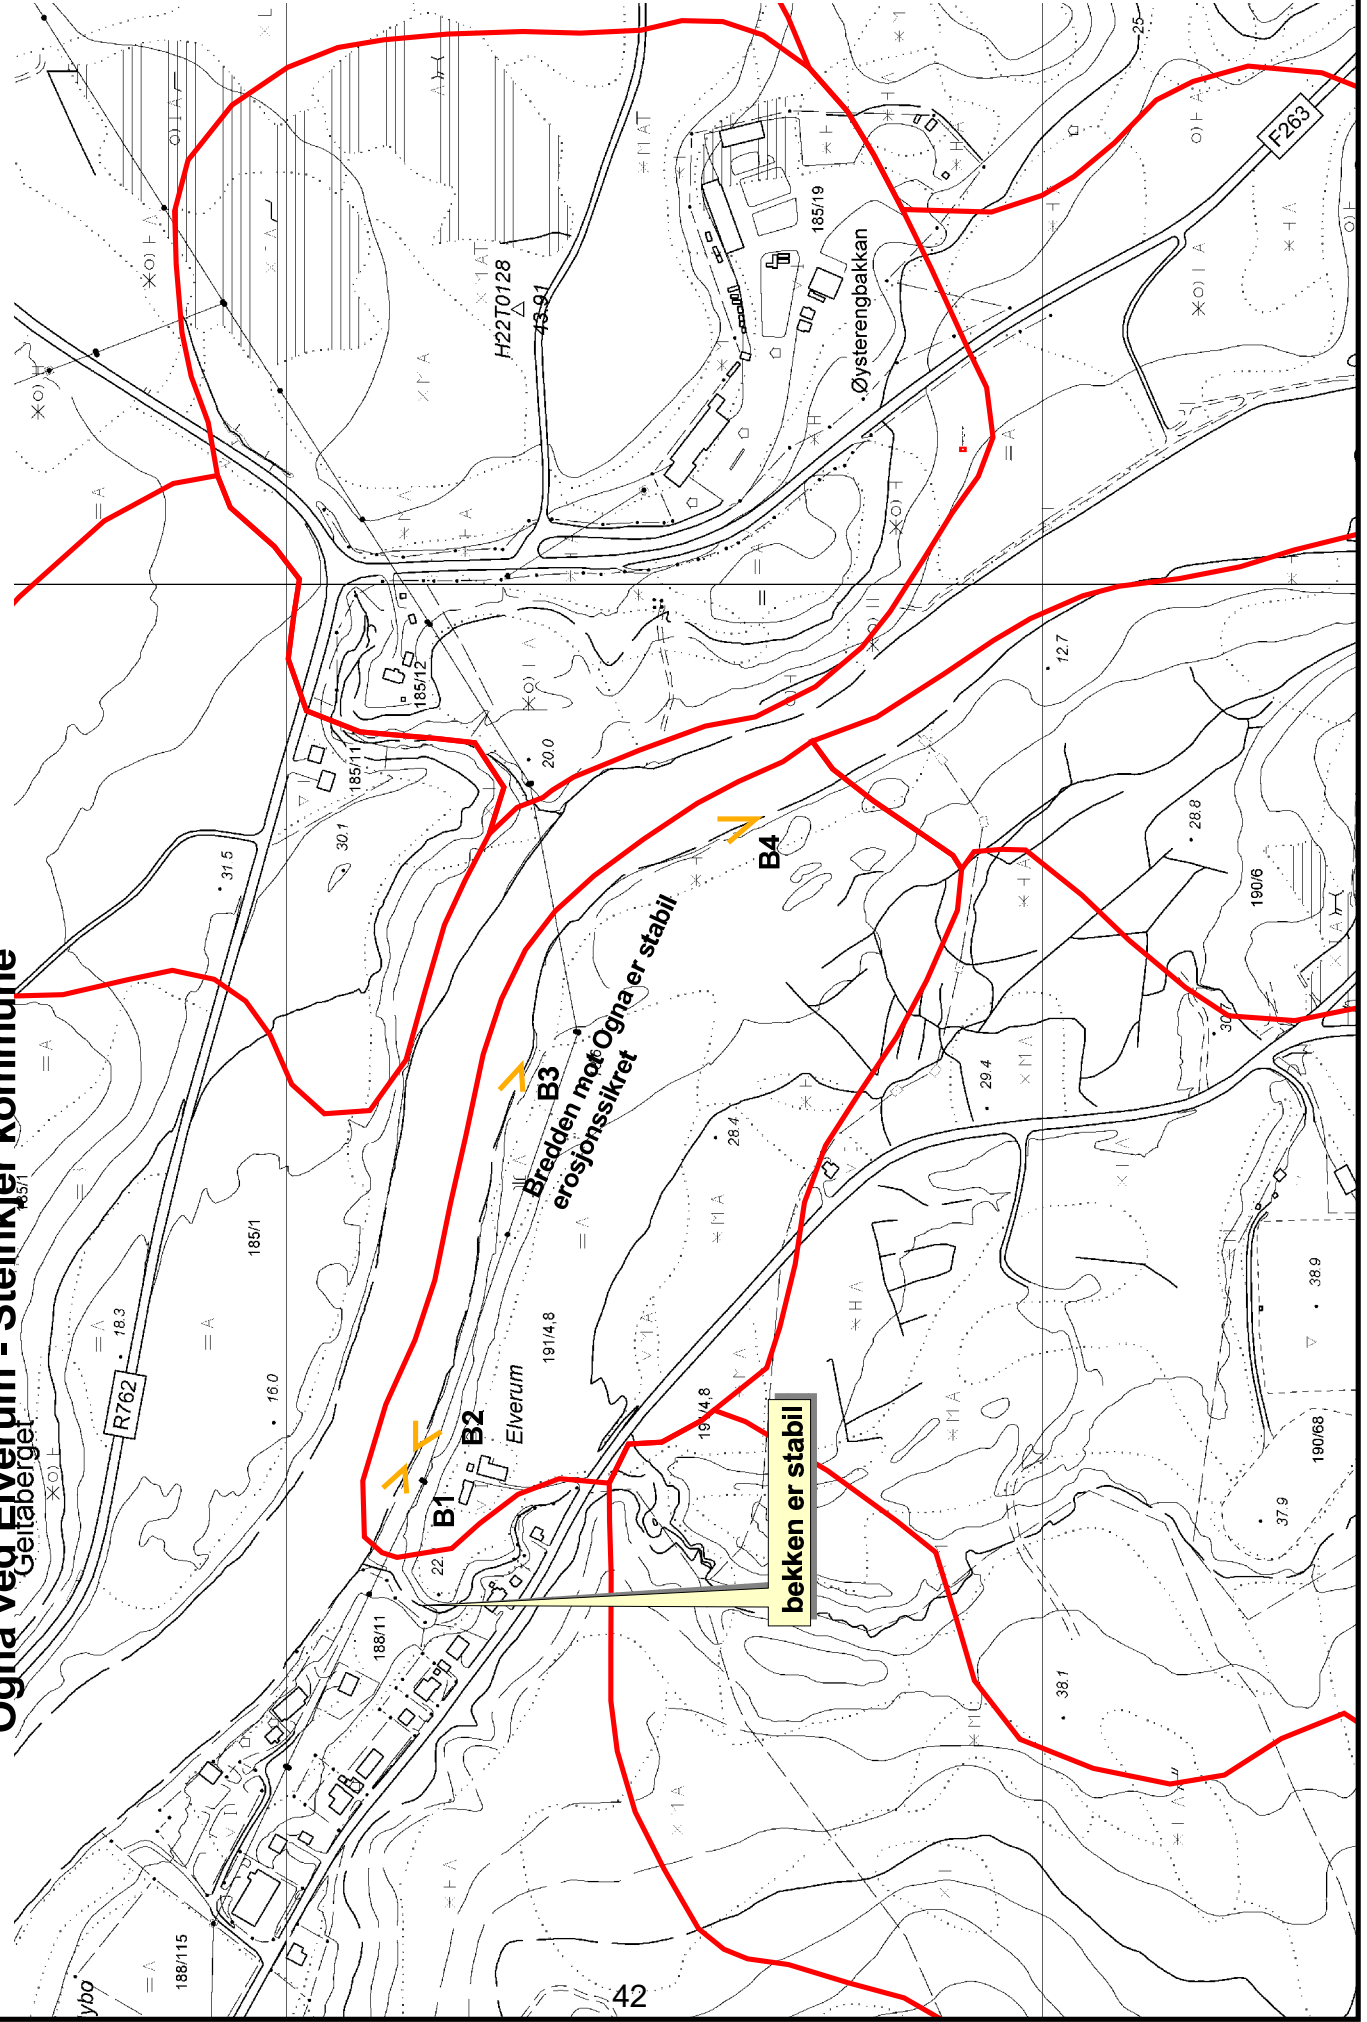 Ogna ved Elverum - Steinkjer kommune
Geitaberget
185/1
18.3
R762
185/1
16.0
31.5
30.1
185/11
185/12
20.0
H22T0128
43.91
185/19
Øysterengbakkan
F263
25
12.7
28.8
190/6
30.7
29.4
28.4
B4
B3
Bredden mot Ogna er stabil
erosjonssikret
191/4,8
Elverum
B2
B1
22.
191/4,8
bekken er stabil
188/11
188/115
38.9
190/68
37.9
38.1
42